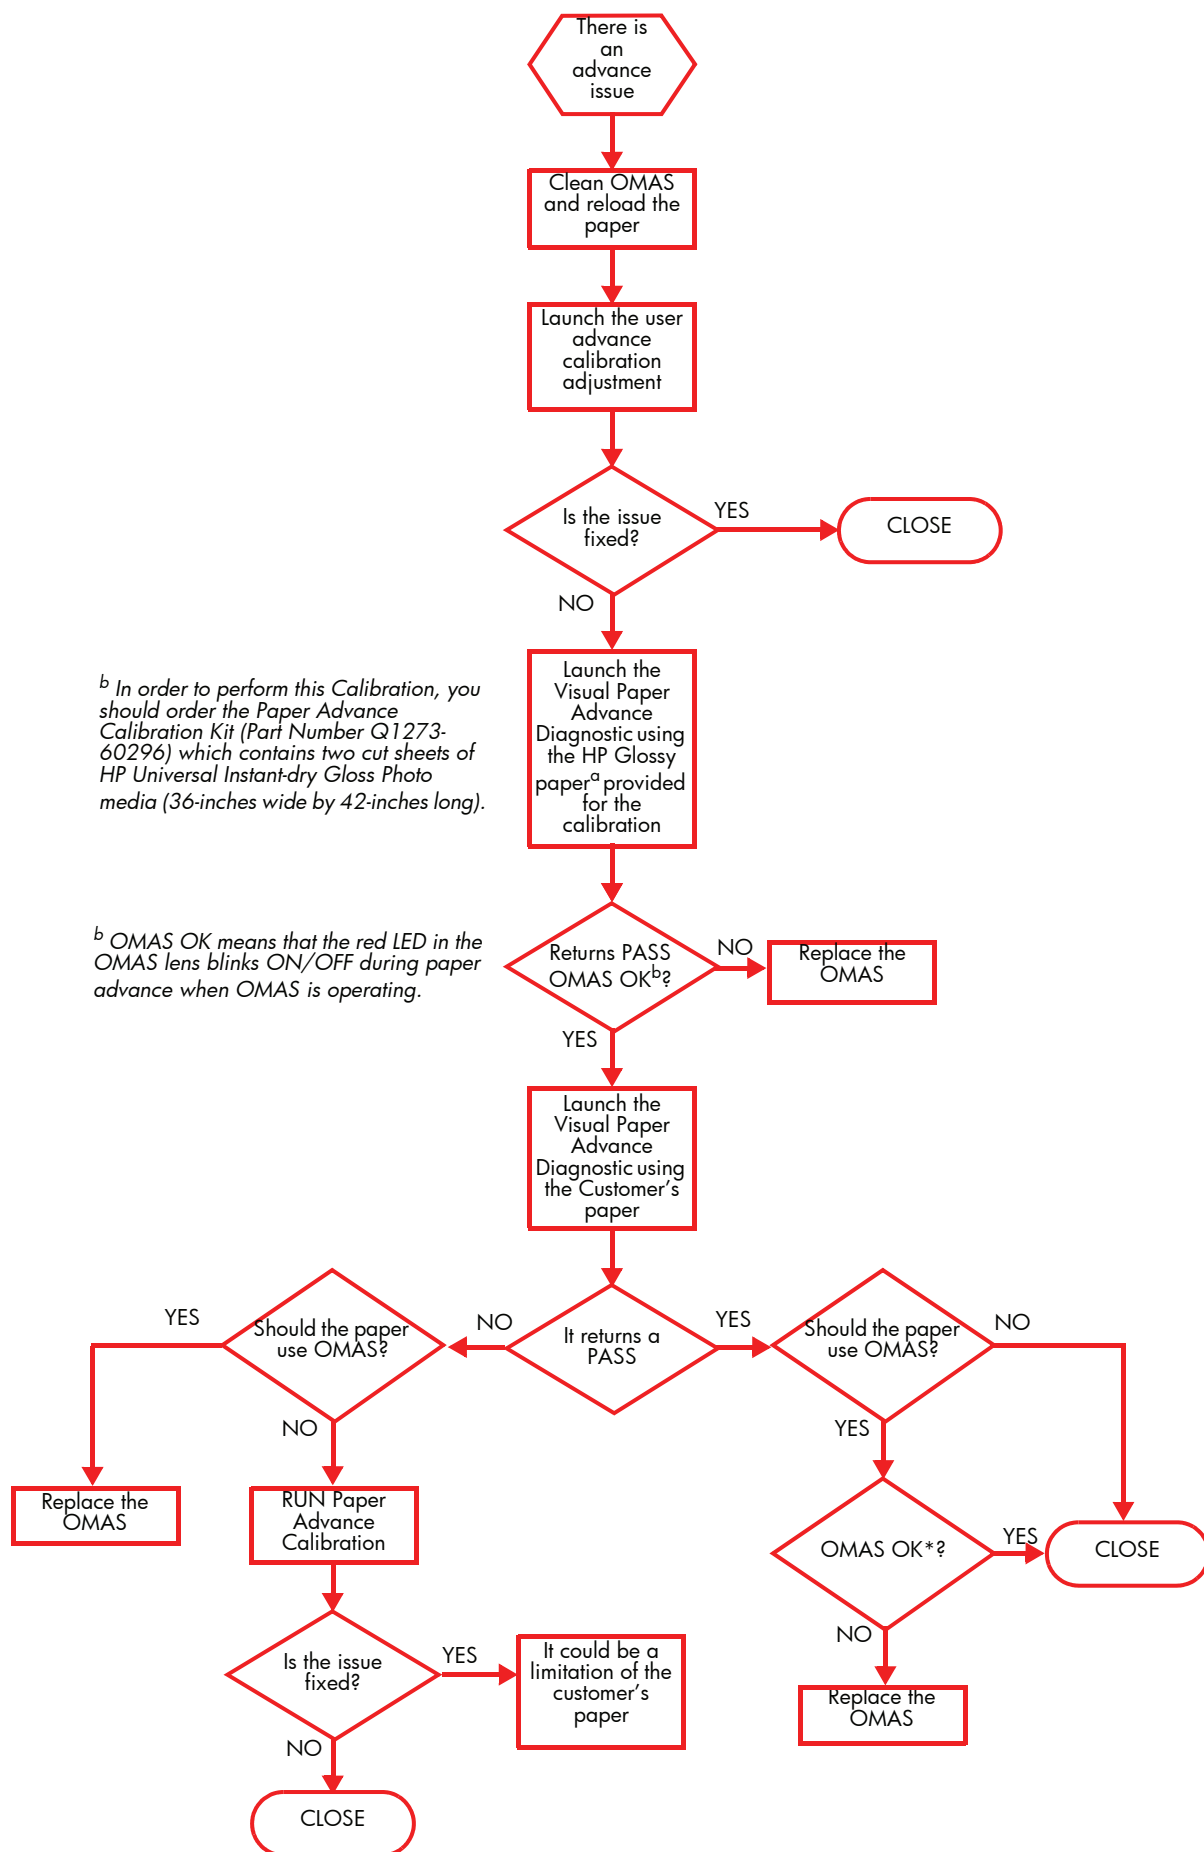 There is
an
advance
issue
Clean OMAS
and reload the
paper
Launch the user
advance
calibration
adjustment
Is the issue
fixed?
YES
CLOSE
NO
b In order to perform this Calibration, you
should order the Paper Advance
Calibration Kit (Part Number Q1273-
60296) which contains two cut sheets of
HP Universal Instant-dry Gloss Photo
media (36-inches wide by 42-inches long).
Launch the
Visual Paper
Advance
Diagnostic using
the HP Glossy
paper^a provided
for the
calibration
b OMAS OK means that the red LED in the
OMAS lens blinks ON/OFF during paper
advance when OMAS is operating.
Returns PASS
OMAS OK^b?
NO
Replace the
OMAS
YES
Launch the
Visual Paper
Advance
Diagnostic using
the Customer's
paper
It returns a
PASS
NO
YES
Should the paper
use OMAS?
YES
NO
Replace the
OMAS
RUN Paper
Advance
Calibration
Is the issue
fixed?
YES
It could be a
limitation of the
customer's
paper
NO
CLOSE
Should the paper
use OMAS?
NO
YES
OMAS OK*?
YES
CLOSE
NO
Replace the
OMAS